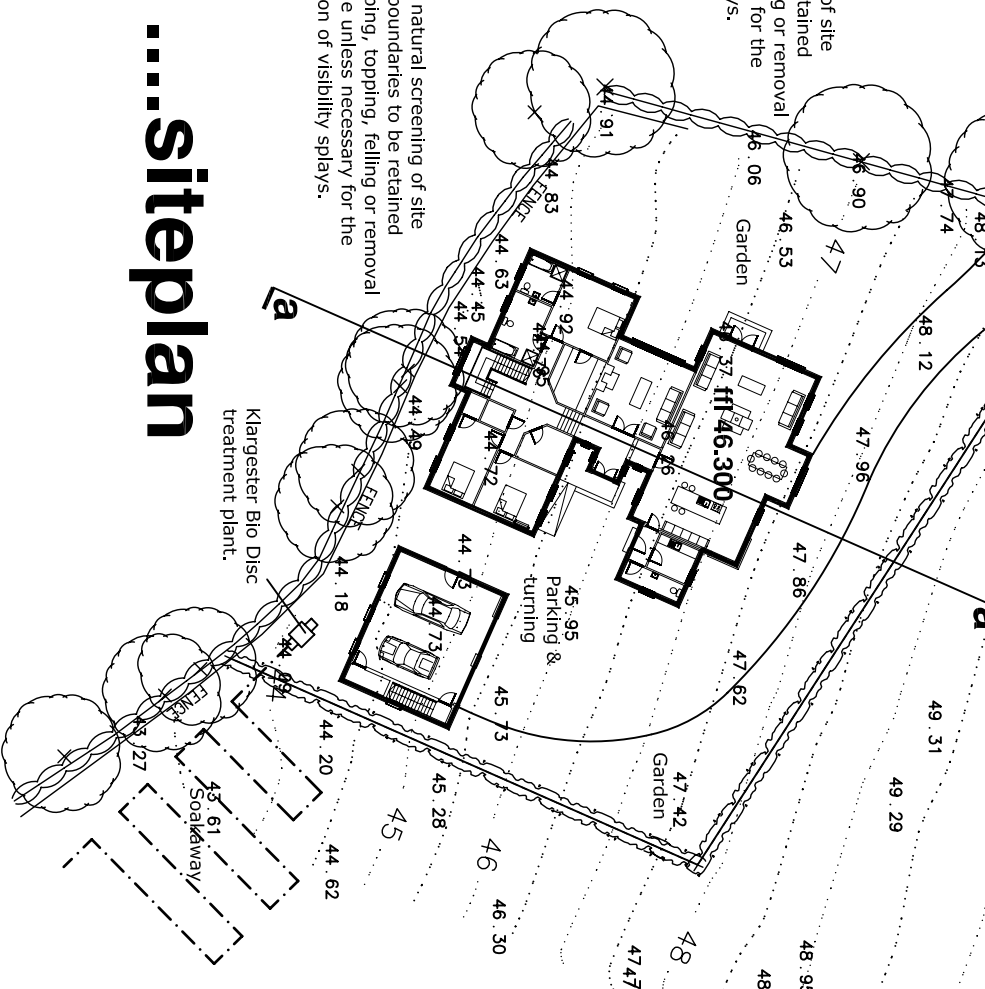 of site
tained
g or removal
for the
ys.
natural screening of site
boundaries to be retained
ping, topping, felling or removal
e unless necessary for the
on of visibility splays.
....siteplan
a
a
Klargester Bio Disc
treatment plant.
Garden
Garden
Parking &
turning
Soakaway
ffl 46.300
FENCE
FENCE
FENCE
44.91
46.06
46.90
44.83
46.53
47
44.63
44.45
44.92
48.12
44.49
44.72
47.96
44.73
44.73
45.95
47.86
44.18
47.62
45.73
49.31
43.27
44.20
43.61
45.28
47.42
49.29
45
46
44.62
46.30
48